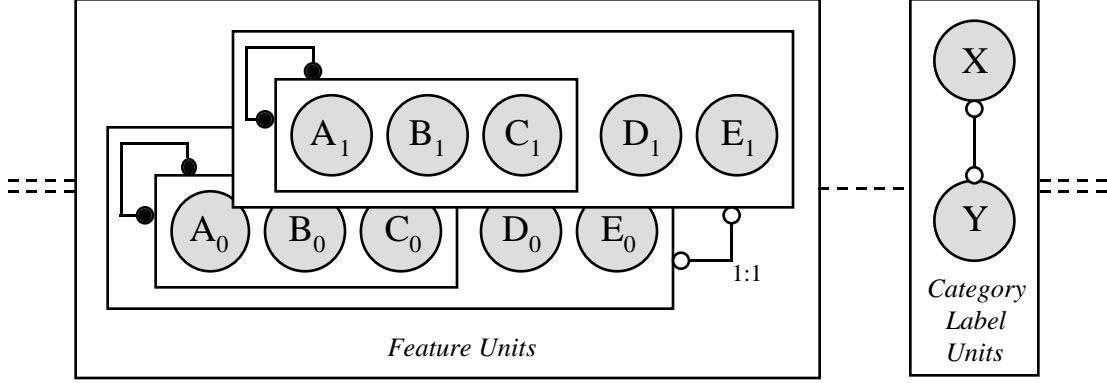 A1 B1 C1 D1 E1
A0 B0 C0 D0 E0
1:1
Feature Units
X
Y
Category
Label
Units